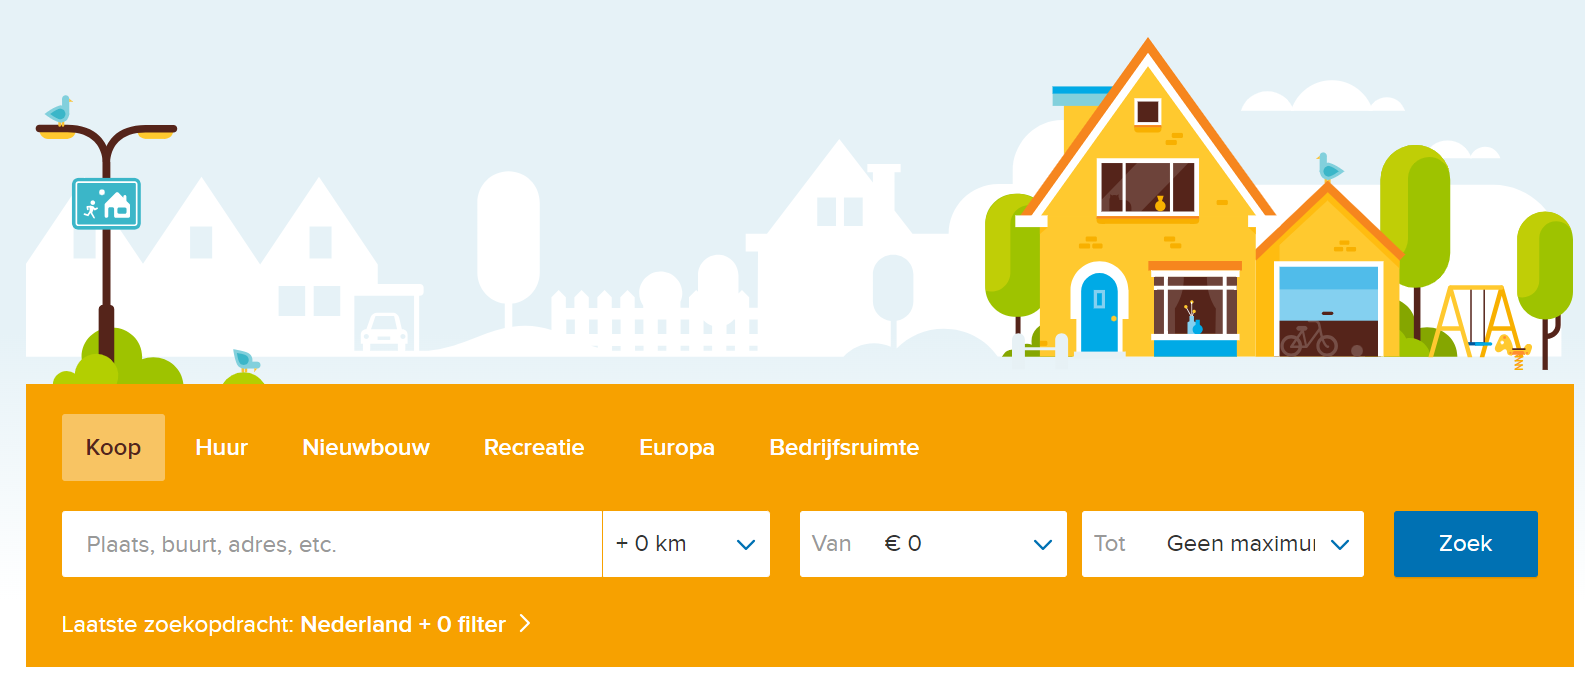 Koop Huur Nieuwbouw Recreatie Europa Bedrijfsruimte
Plaats, buurt, adres, etc. + 0 km Van € 0 Tot Geen maximu Zoek
Laatste zoekopdracht: Nederland + 0 filter